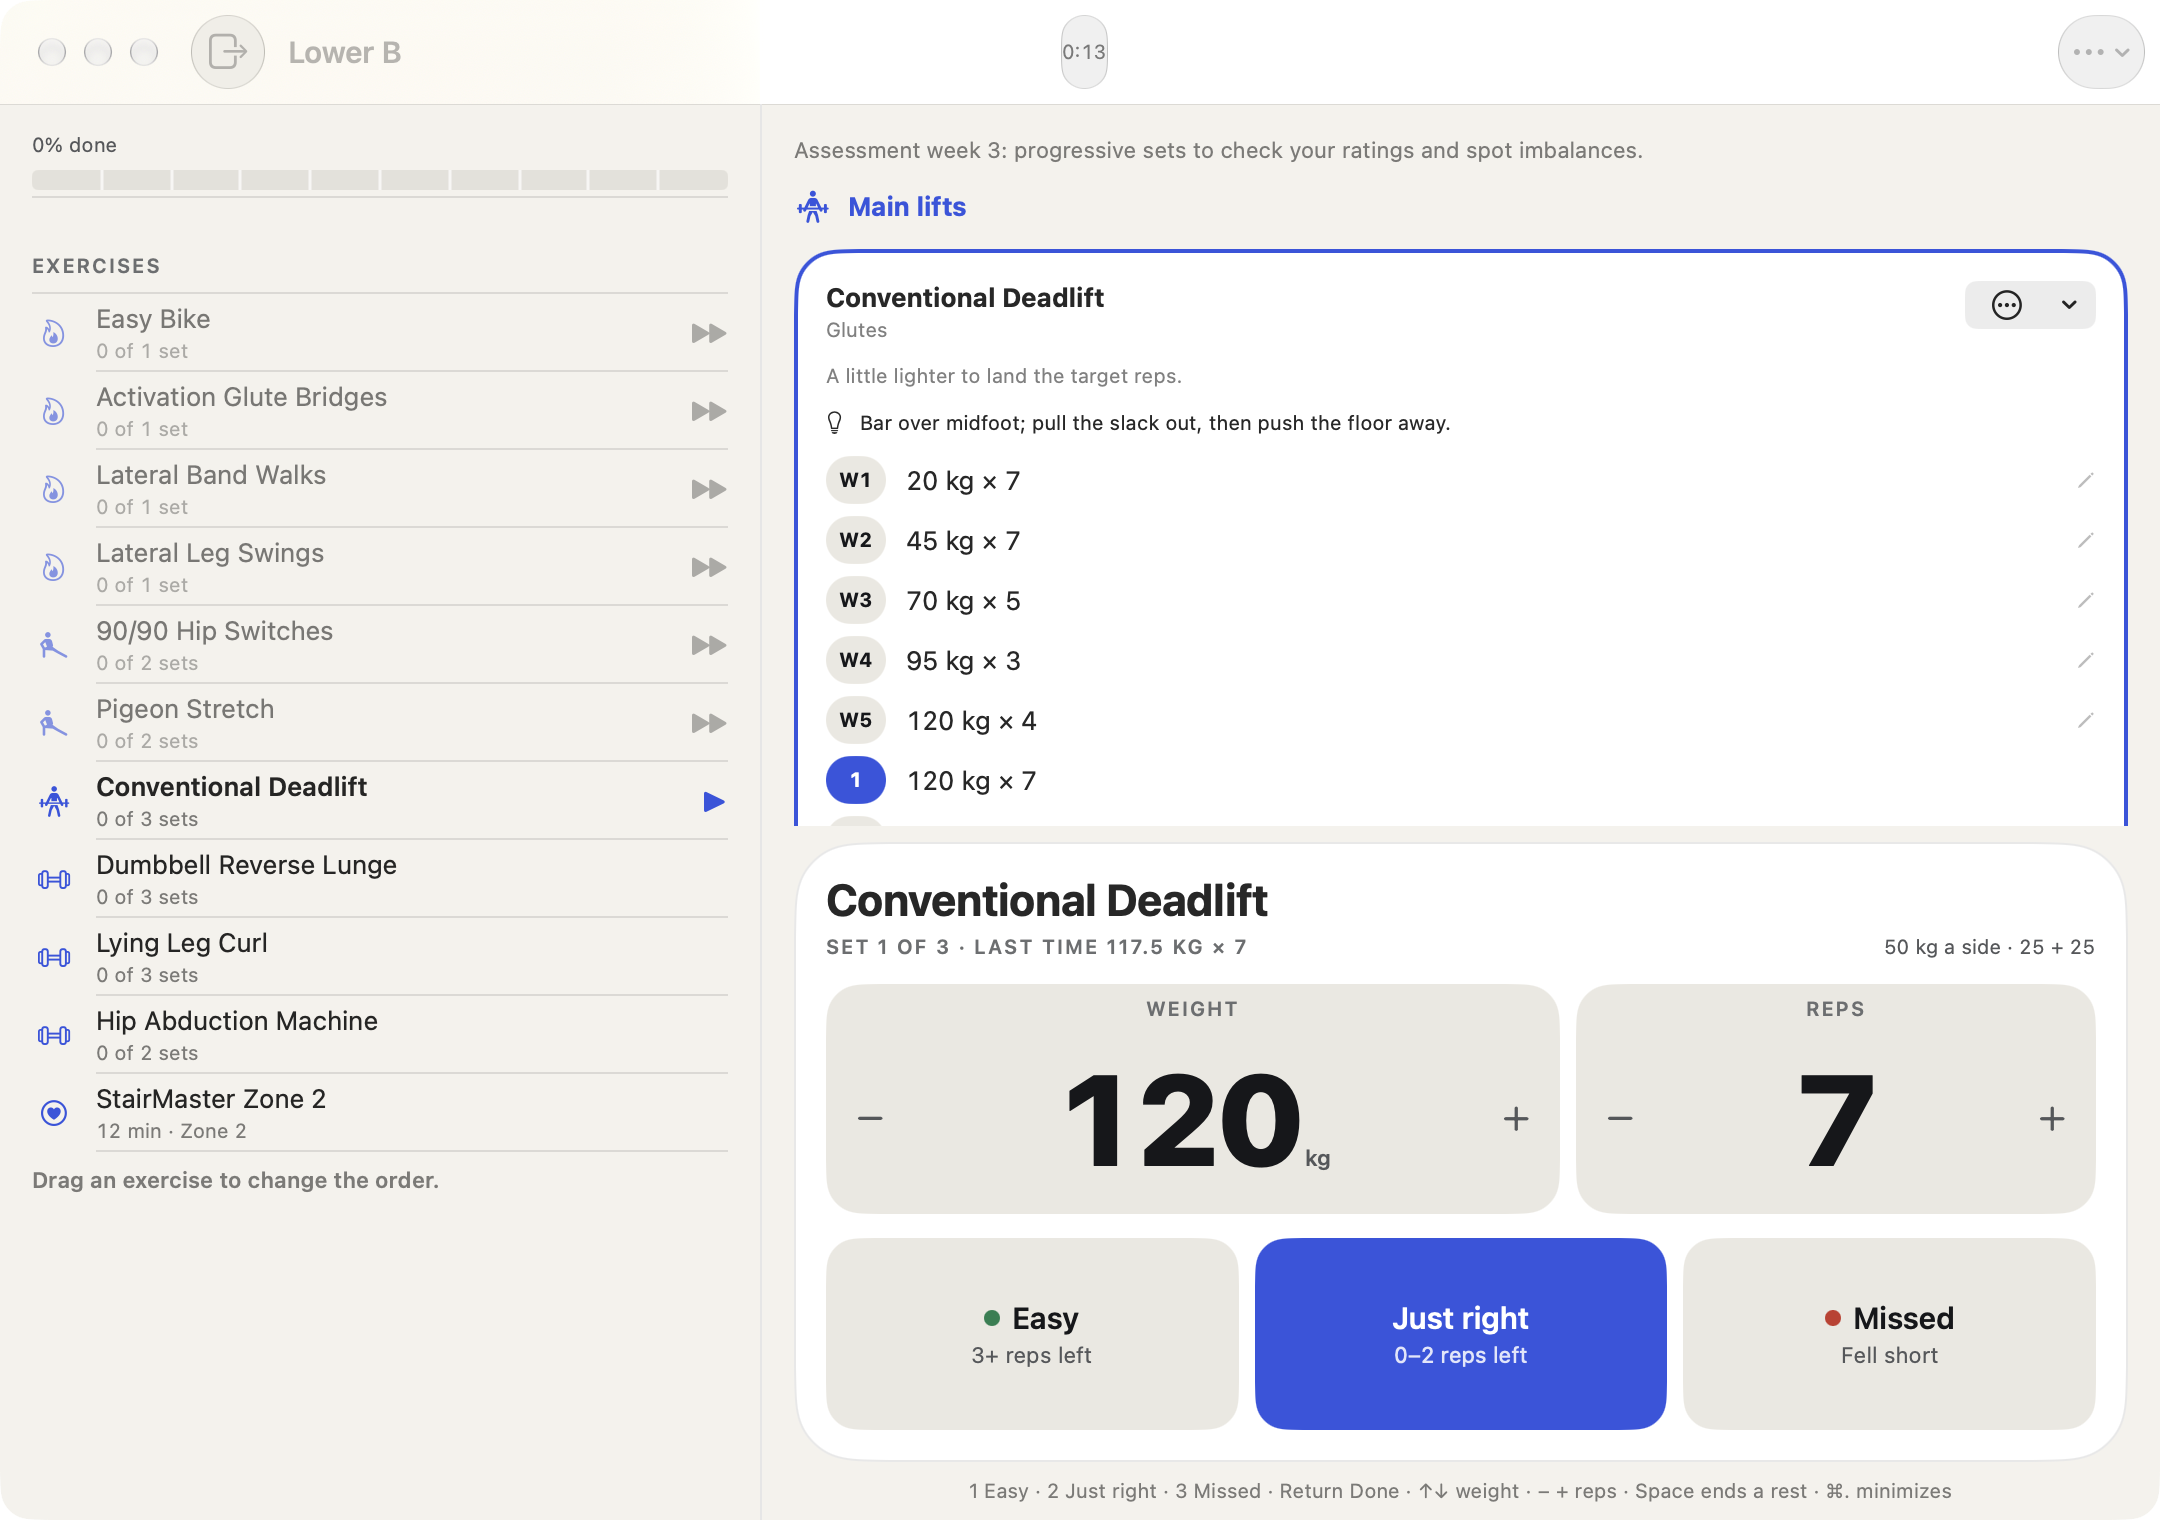 Lower B
0:13
0% done
EXERCISES
Easy Bike
0 of 1 set
Activation Glute Bridges
0 of 1 set
Lateral Band Walks
0 of 1 set
Lateral Leg Swings
0 of 1 set
90/90 Hip Switches
0 of 2 sets
Pigeon Stretch
0 of 2 sets
Conventional Deadlift
0 of 3 sets
Dumbbell Reverse Lunge
0 of 3 sets
Lying Leg Curl
0 of 3 sets
Hip Abduction Machine
0 of 2 sets
StairMaster Zone 2
12 min · Zone 2
Drag an exercise to change the order.
Assessment week 3: progressive sets to check your ratings and spot imbalances.
Main lifts
Conventional Deadlift
Glutes
A little lighter to land the target reps.
Bar over midfoot; pull the slack out, then push the floor away.
W1 20 kg × 7
W2 45 kg × 7
W3 70 kg × 5
W4 95 kg × 3
W5 120 kg × 4
1 120 kg × 7
Conventional Deadlift
SET 1 OF 3 · LAST TIME 117.5 KG × 7
50 kg a side · 25 + 25
WEIGHT
− 120 kg +
REPS
− 7 +
Easy
3+ reps left
Just right
0–2 reps left
Missed
Fell short
1 Easy · 2 Just right · 3 Missed · Return Done · ↑↓ weight · − + reps · Space ends a rest · ⌘. minimizes